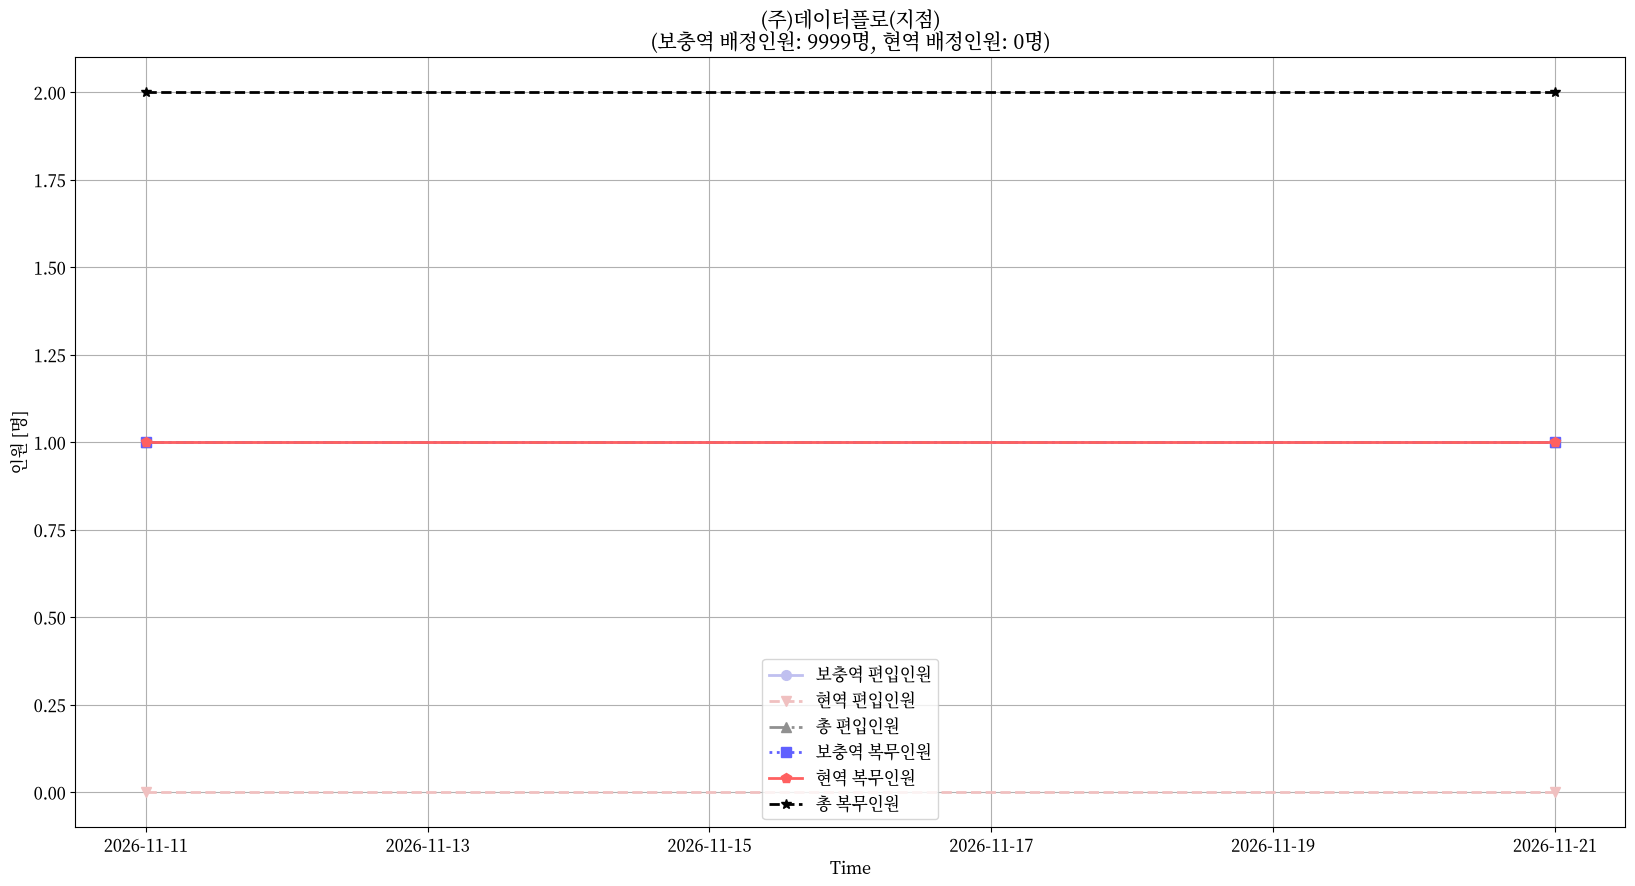 (주)데이터플로(지점)
(보충역 배정인원: 9999명, 현역 배정인원: 0명)
인원 [명]
2.00
1.75
1.50
1.25
1.00
0.75
0.50
0.25
0.00
보충역 편입인원
현역 편입인원
총 편입인원
보충역 복무인원
현역 복무인원
총 복무인원
2026-11-11 2026-11-13 2026-11-15 2026-11-17 2026-11-19 2026-11-21
Time